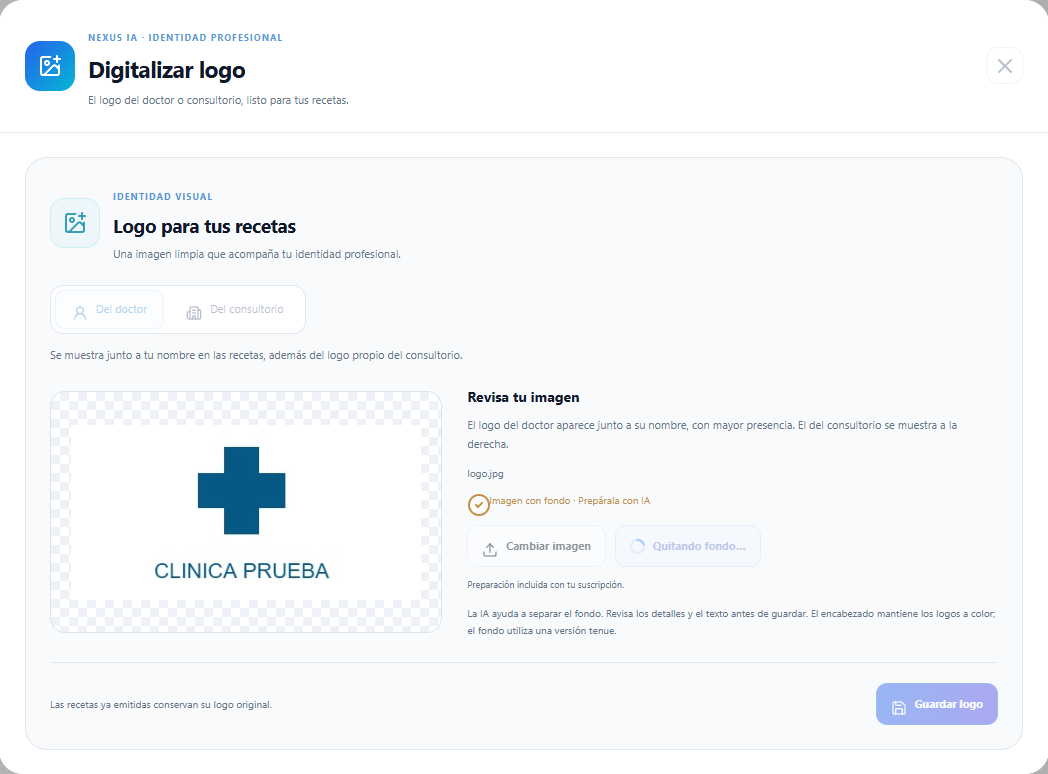 NEXUS IA · IDENTIDAD PROFESIONAL
Digitalizar logo
El logo del doctor o consultorio, listo para tus recetas.
IDENTIDAD VISUAL
Logo para tus recetas
Una imagen limpia que acompaña tu identidad profesional.
Del doctor
Del consultorio
Se muestra junto a tu nombre en las recetas, además del logo propio del consultorio.
CLINICA PRUEBA
Revisa tu imagen
El logo del doctor aparece junto a su nombre, con mayor presencia. El del consultorio se muestra a la
derecha.
logo.jpg
Imagen con fondo · Prepárala con IA
Cambiar imagen
Quitando fondo...
Preparación incluida con tu suscripción.
La IA ayuda a separar el fondo. Revisa los detalles y el texto antes de guardar. El encabezado mantiene los logos a color;
el fondo utiliza una versión tenue.
Las recetas ya emitidas conservan su logo original.
Guardar logo